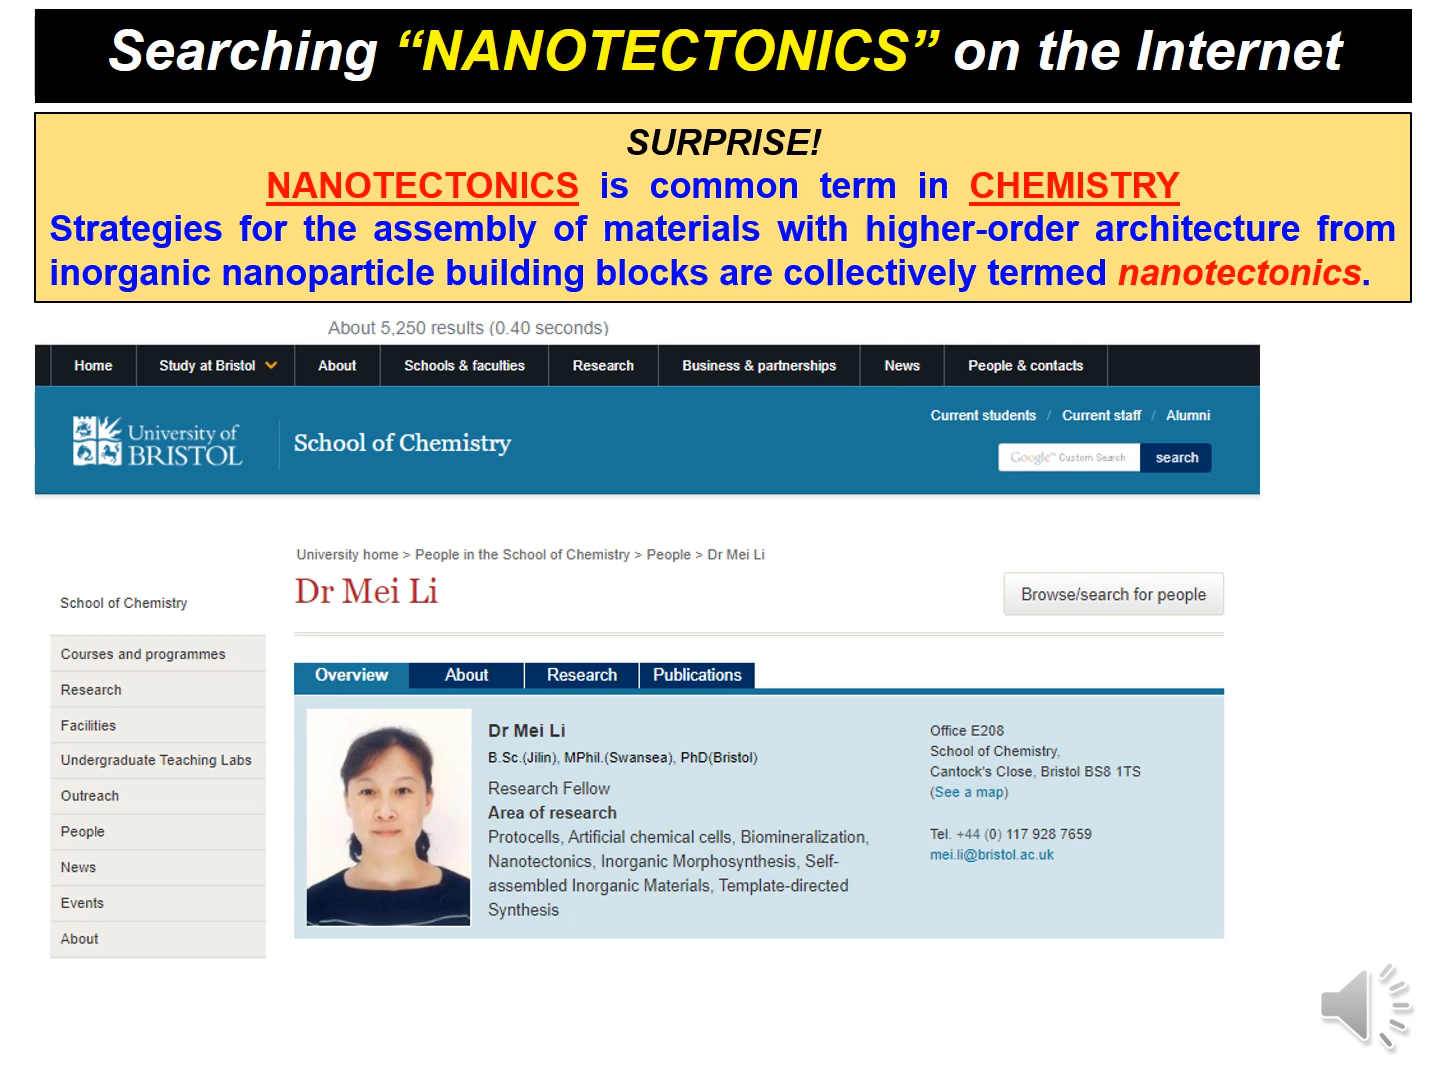 Searching “NANOTECTONICS” on the Internet
SURPRISE!
NANOTECTONICS is common term in CHEMISTRY
Strategies for the assembly of materials with higher-order architecture from
inorganic nanoparticle building blocks are collectively termed nanotectonics.
About 5,250 results (0.40 seconds)
Home Study at Bristol About Schools & faculties Research Business & partnerships News People & contacts
Current students / Current staff / Alumni
University of
BRISTOL
School of Chemistry
Google™ Custom Search search
University home > People in the School of Chemistry > People > Dr Mei Li
Dr Mei Li
Browse/search for people
School of Chemistry
Courses and programmes
Research
Facilities
Undergraduate Teaching Labs
Outreach
People
News
Events
About
Overview About Research Publications
Dr Mei Li
B.Sc.(Jilin), MPhil.(Swansea), PhD(Bristol)
Research Fellow
Area of research
Protocells, Artificial chemical cells, Biomineralization,
Nanotectonics, Inorganic Morphosynthesis, Self-
assembled Inorganic Materials, Template-directed
Synthesis
Office E208
School of Chemistry,
Cantock's Close, Bristol BS8 1TS
(See a map)
Tel. +44 (0) 117 928 7659
mei.li@bristol.ac.uk